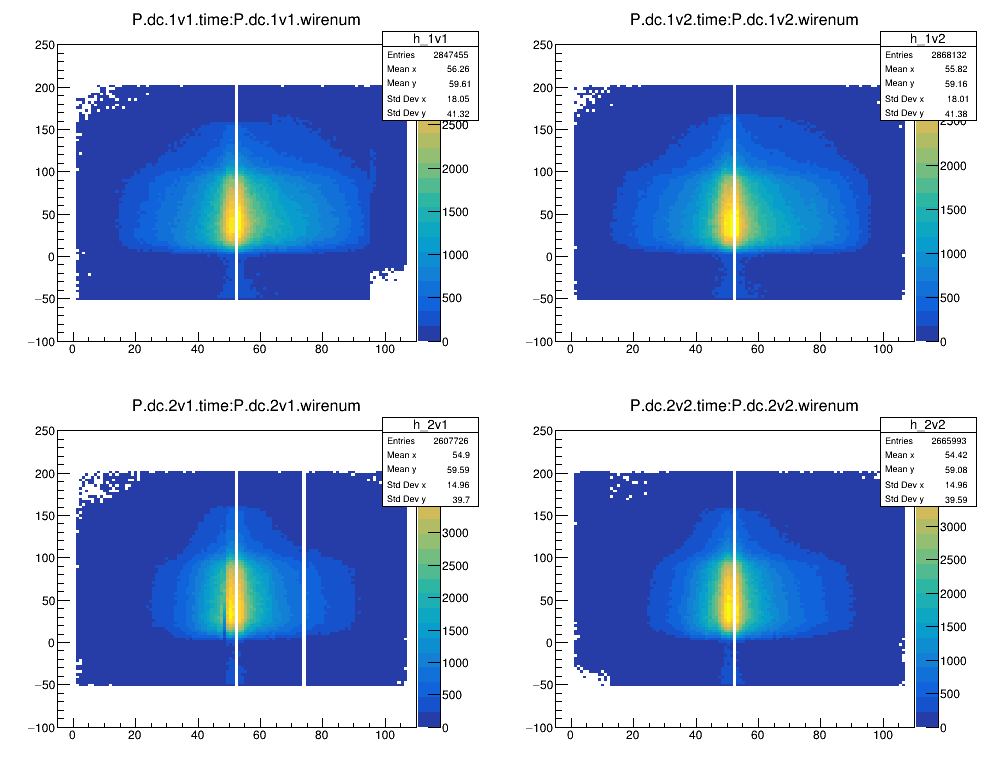 P.dc.1v1.time:P.dc.1v1.wirenum
h_1v1
Entries 2847455
Mean x 56.26
Mean y 59.61
Std Dev x 18.05
Std Dev y 41.32
250
200
150
100
50
0
−50
−100
0 20 40 60 80 100
2500
2000
1500
1000
500
0
P.dc.1v2.time:P.dc.1v2.wirenum
h_1v2
Entries 2868132
Mean x 55.82
Mean y 59.16
Std Dev x 18.01
Std Dev y 41.38
250
200
150
100
50
0
−50
−100
0 20 40 60 80 100
2500
2000
1500
1000
500
0
P.dc.2v1.time:P.dc.2v1.wirenum
h_2v1
Entries 2607726
Mean x 54.9
Mean y 59.59
Std Dev x 14.96
Std Dev y 39.7
250
200
150
100
50
0
−50
−100
0 20 40 60 80 100
3000
2500
2000
1500
1000
500
0
P.dc.2v2.time:P.dc.2v2.wirenum
h_2v2
Entries 2665993
Mean x 54.42
Mean y 59.08
Std Dev x 14.96
Std Dev y 39.59
250
200
150
100
50
0
−50
−100
0 20 40 60 80 100
3000
2500
2000
1500
1000
500
0